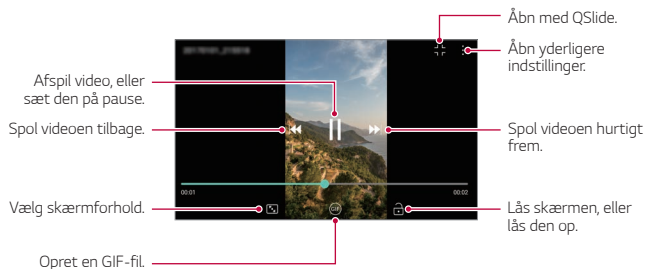 Åbn med QSlide.
Åbn yderligere
indstillinger.
Afspil video, eller
sæt den på pause.
Spol videoen tilbage.
Spol videoen hurtigt
frem.
00:01
00:02
Vælg skærmforhold.
GIF
Lås skærmen, eller
lås den op.
Opret en GIF-fil.